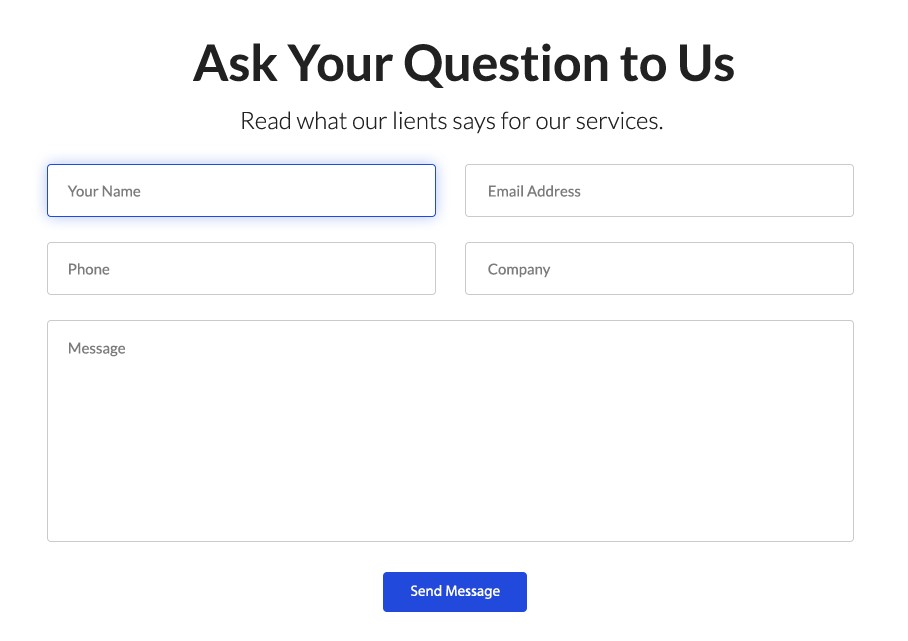 Ask Your Question to Us
Read what our lients says for our services.
Your Name
Email Address
Phone
Company
Message
Send Message